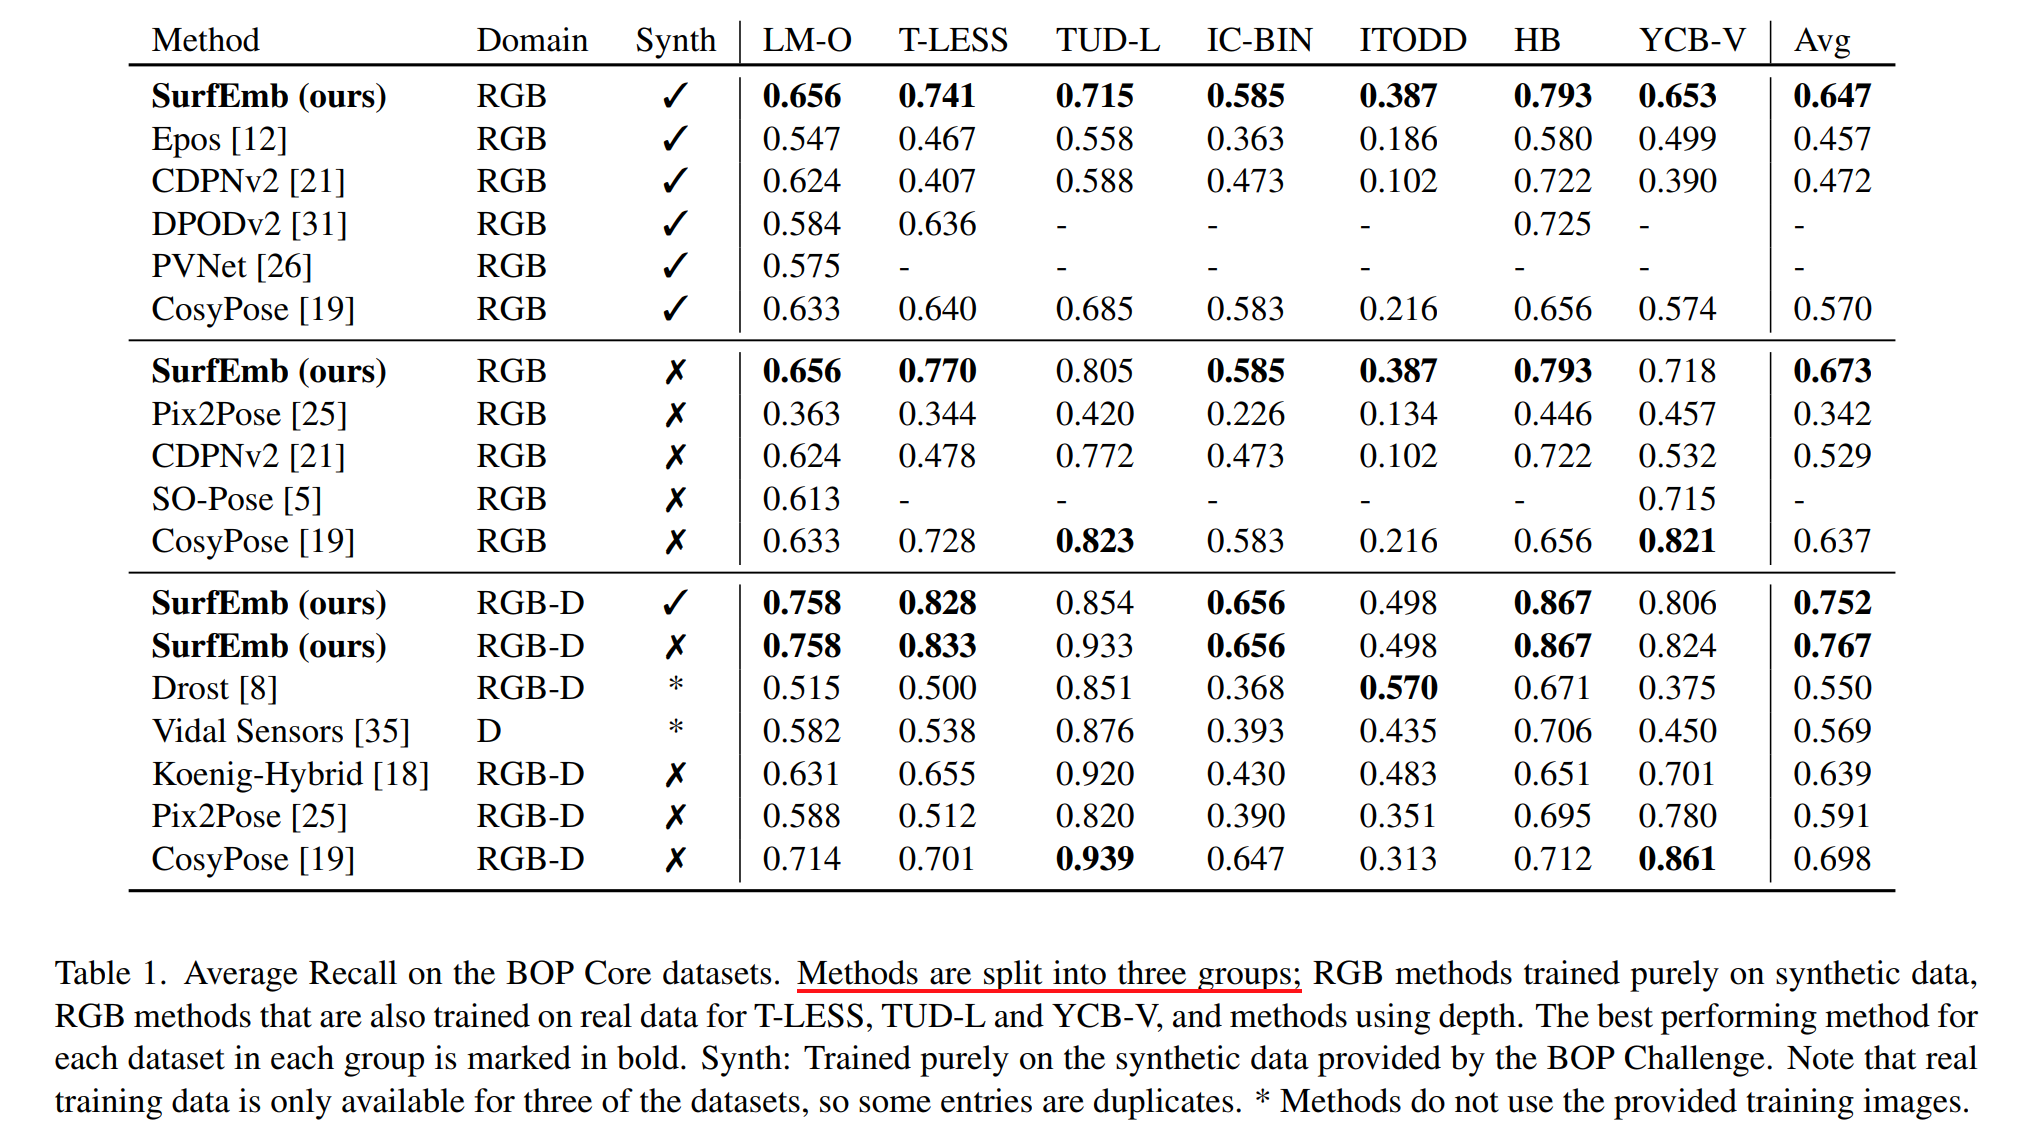 Method Domain Synth LM-O T-LESS TUD-L IC-BIN ITODD HB YCB-V Avg
SurfEmb (ours) RGB ✓ 0.656 0.741 0.715 0.585 0.387 0.793 0.653 0.647
Epos [12] RGB ✓ 0.547 0.467 0.558 0.363 0.186 0.580 0.499 0.457
CDPNv2 [21] RGB ✓ 0.624 0.407 0.588 0.473 0.102 0.722 0.390 0.472
DPODv2 [31] RGB ✓ 0.584 0.636 - - - 0.725 - -
PVNet [26] RGB ✓ 0.575 - - - - - - -
CosyPose [19] RGB ✓ 0.633 0.640 0.685 0.583 0.216 0.656 0.574 0.570
SurfEmb (ours) RGB ✗ 0.656 0.770 0.805 0.585 0.387 0.793 0.718 0.673
Pix2Pose [25] RGB ✗ 0.363 0.344 0.420 0.226 0.134 0.446 0.457 0.342
CDPNv2 [21] RGB ✗ 0.624 0.478 0.772 0.473 0.102 0.722 0.532 0.529
SO-Pose [5] RGB ✗ 0.613 - - - - - 0.715 -
CosyPose [19] RGB ✗ 0.633 0.728 0.823 0.583 0.216 0.656 0.821 0.637
SurfEmb (ours) RGB-D ✓ 0.758 0.828 0.854 0.656 0.498 0.867 0.806 0.752
SurfEmb (ours) RGB-D ✗ 0.758 0.833 0.933 0.656 0.498 0.867 0.824 0.767
Drost [8] RGB-D * 0.515 0.500 0.851 0.368 0.570 0.671 0.375 0.550
Vidal Sensors [35] D * 0.582 0.538 0.876 0.393 0.435 0.706 0.450 0.569
Koenig-Hybrid [18] RGB-D ✗ 0.631 0.655 0.920 0.430 0.483 0.651 0.701 0.639
Pix2Pose [25] RGB-D ✗ 0.588 0.512 0.820 0.390 0.351 0.695 0.780 0.591
CosyPose [19] RGB-D ✗ 0.714 0.701 0.939 0.647 0.313 0.712 0.861 0.698
Table 1. Average Recall on the BOP Core datasets. Methods are split into three groups; RGB methods trained purely on synthetic data,
RGB methods that are also trained on real data for T-LESS, TUD-L and YCB-V, and methods using depth. The best performing method for
each dataset in each group is marked in bold. Synth: Trained purely on the synthetic data provided by the BOP Challenge. Note that real
training data is only available for three of the datasets, so some entries are duplicates. * Methods do not use the provided training images.